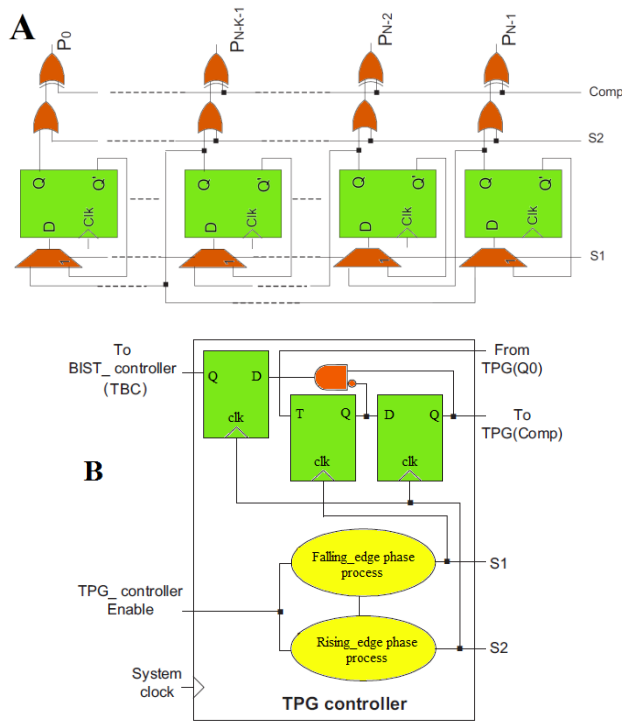 A
P0
PN-K-1
PN-2
PN-1
Comp
S2
Q
Q'
Q
Q'
Q
Q'
Q
Q'
D
Clk
D
Clk
D
Clk
D
Clk
S1
To
BIST_ controller
(TBC)
From
TPG(Q0)
Q
D
clk
T
Q
clk
D
Q
clk
To
TPG(Comp)
B
Falling_edge phase
process
S1
TPG_ controller
Enable
Rising_edge phase
process
S2
System
clock
TPG controller